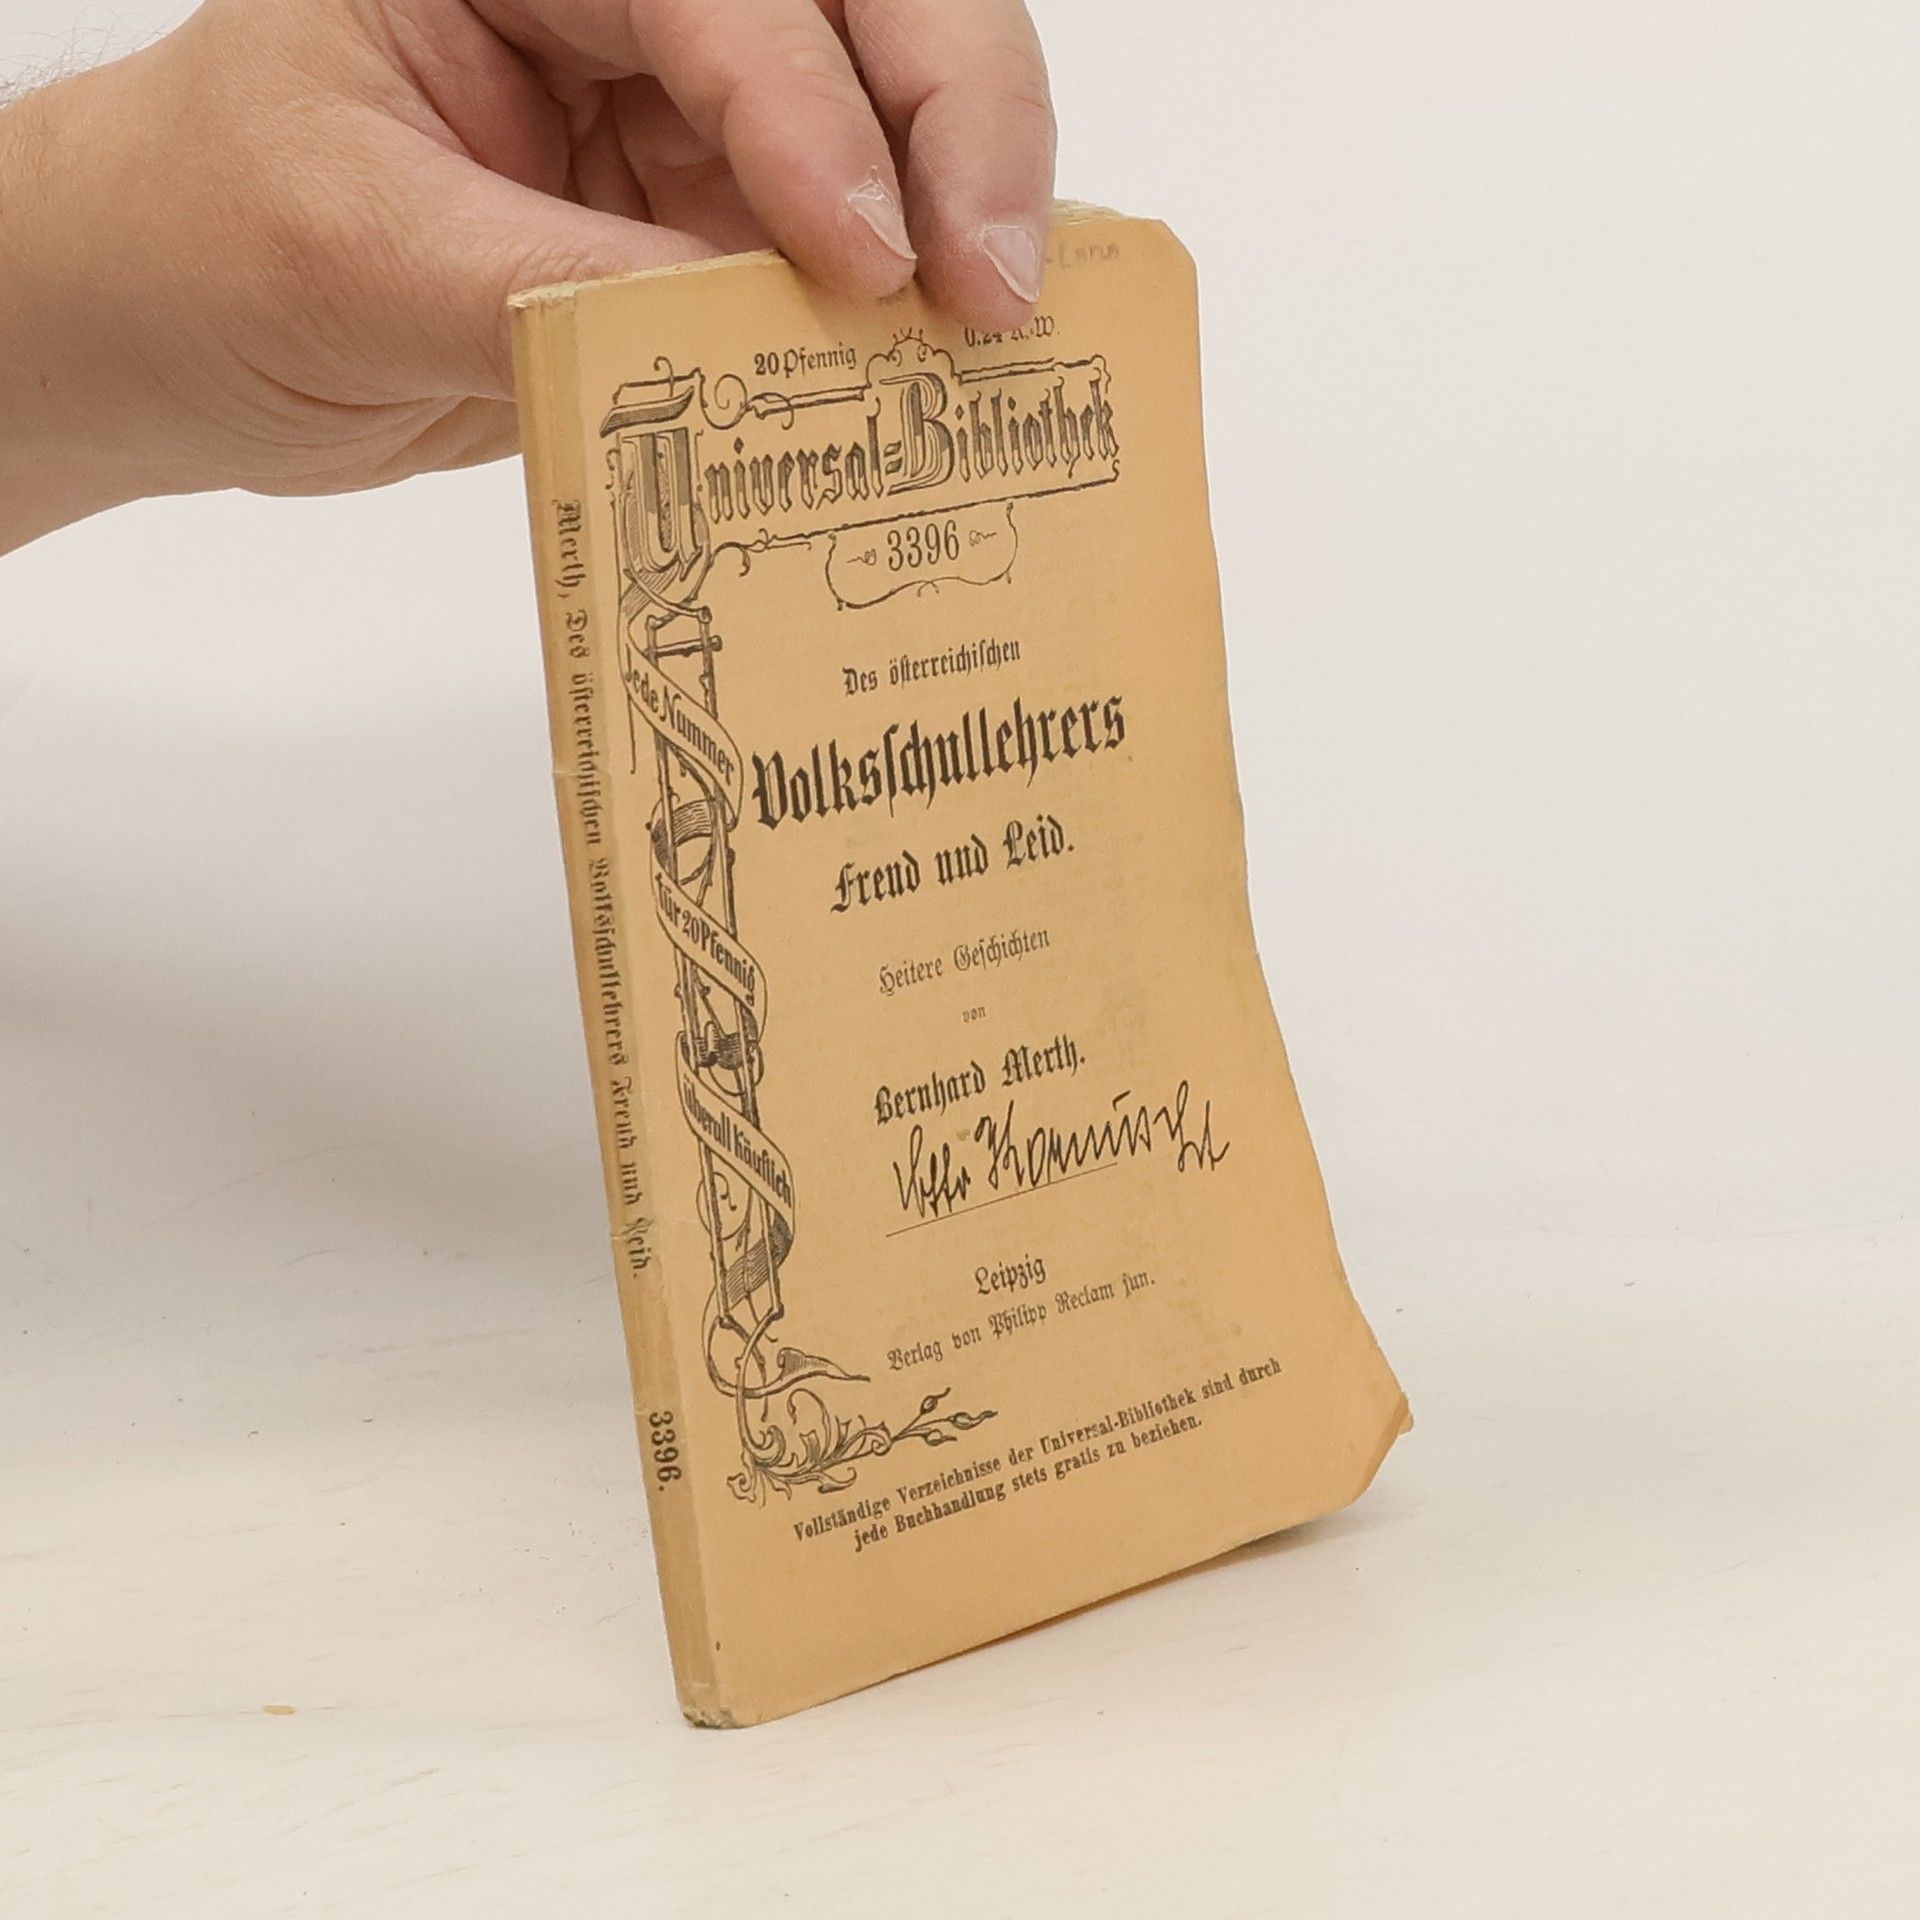 20 Pfennig
Universal-Bibliothek
3396
Jede Nummer
für 20 Pfennig
überall käuflich
Des österreichischen
Volksschullehrers
Freud und Leid.
Heitere Geschichten
von
Bernhard Merth.
Leipzig
Verlag von Philipp Reclam jun.
Vollständige Verzeichnisse der Universal-Bibliothek sind durch
jede Buchhandlung stets gratis zu beziehen.
Merth, Des österreichischen Volksschullehrers Freud und Leid.
3396.